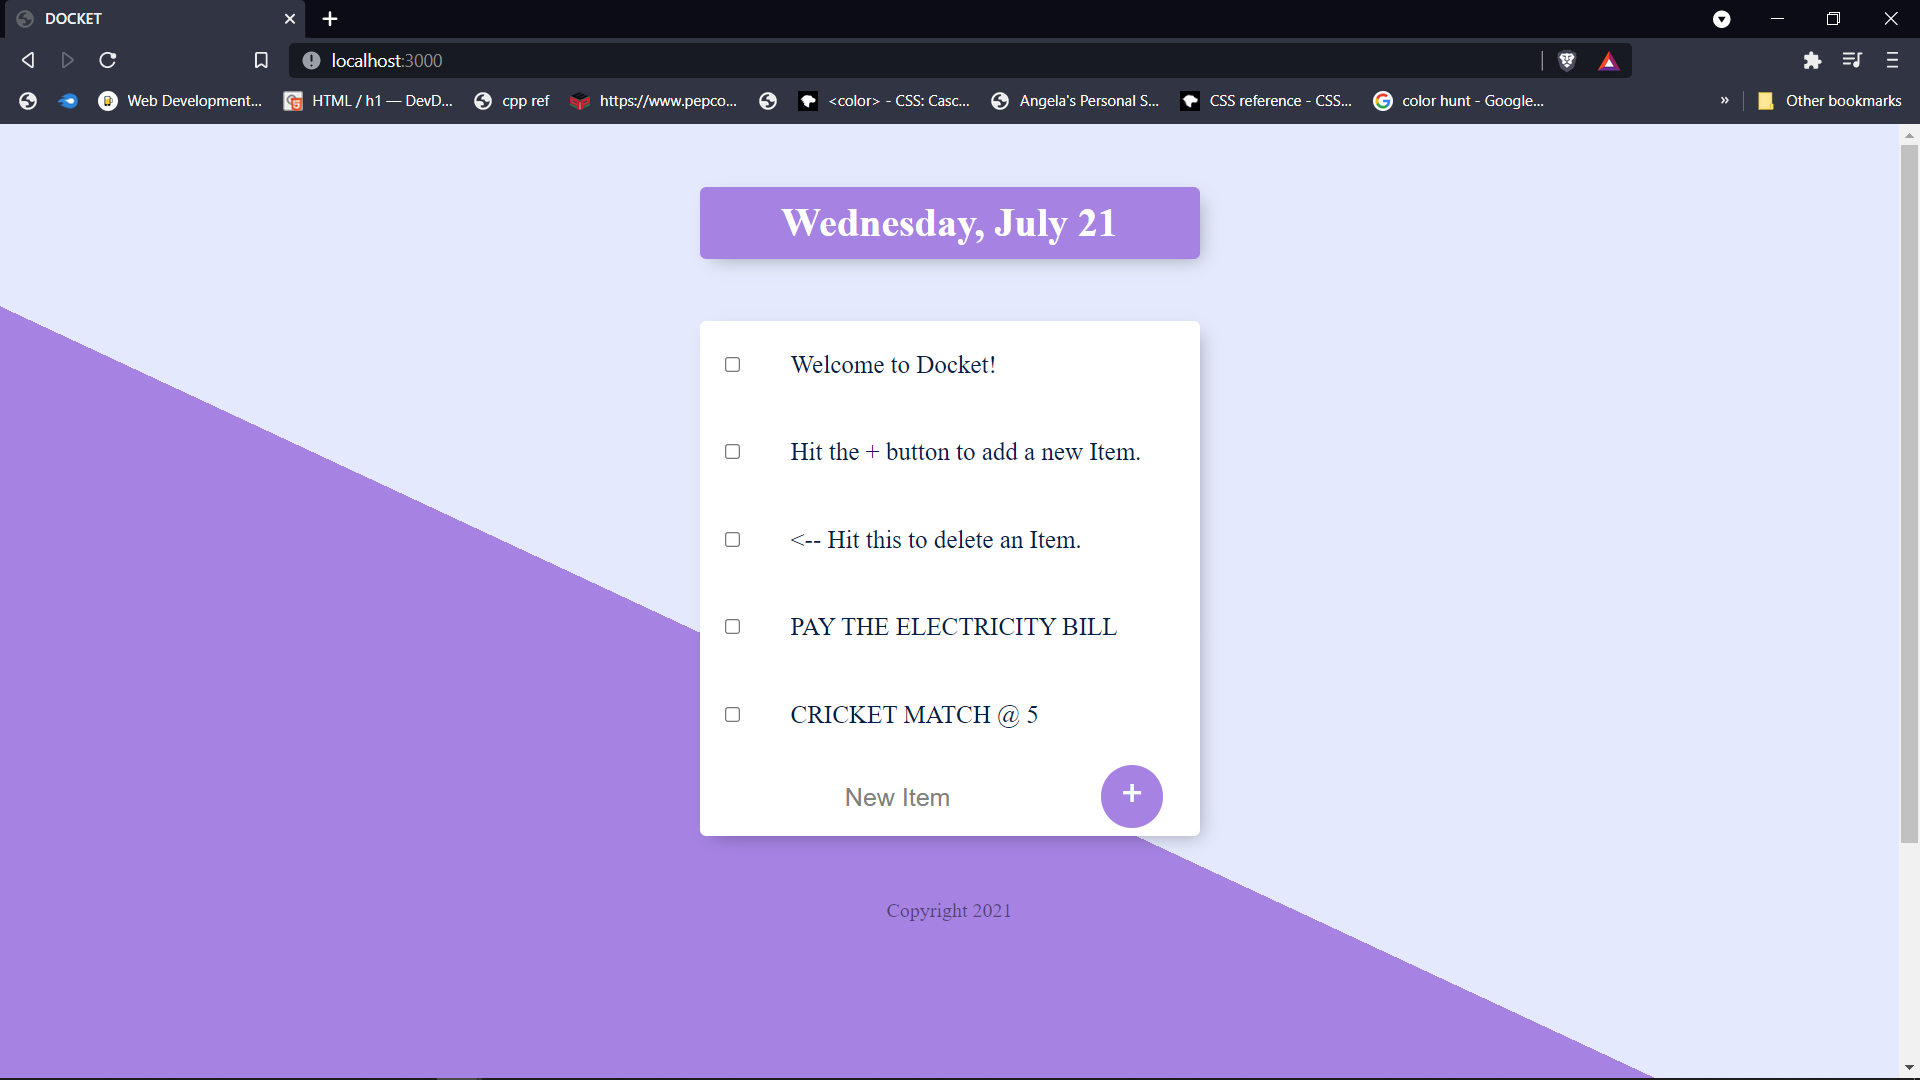 DOCKET
localhost:3000
Web Development...
HTML / h1 — DevD...
cpp ref
https://www.pepco...
<color> - CSS: Casc...
Angela's Personal S...
CSS reference - CSS...
color hunt - Google...
»
Other bookmarks
Wednesday, July 21
Welcome to Docket!
Hit the + button to add a new Item.
<-- Hit this to delete an Item.
PAY THE ELECTRICITY BILL
CRICKET MATCH @ 5
New Item
+
Copyright 2021